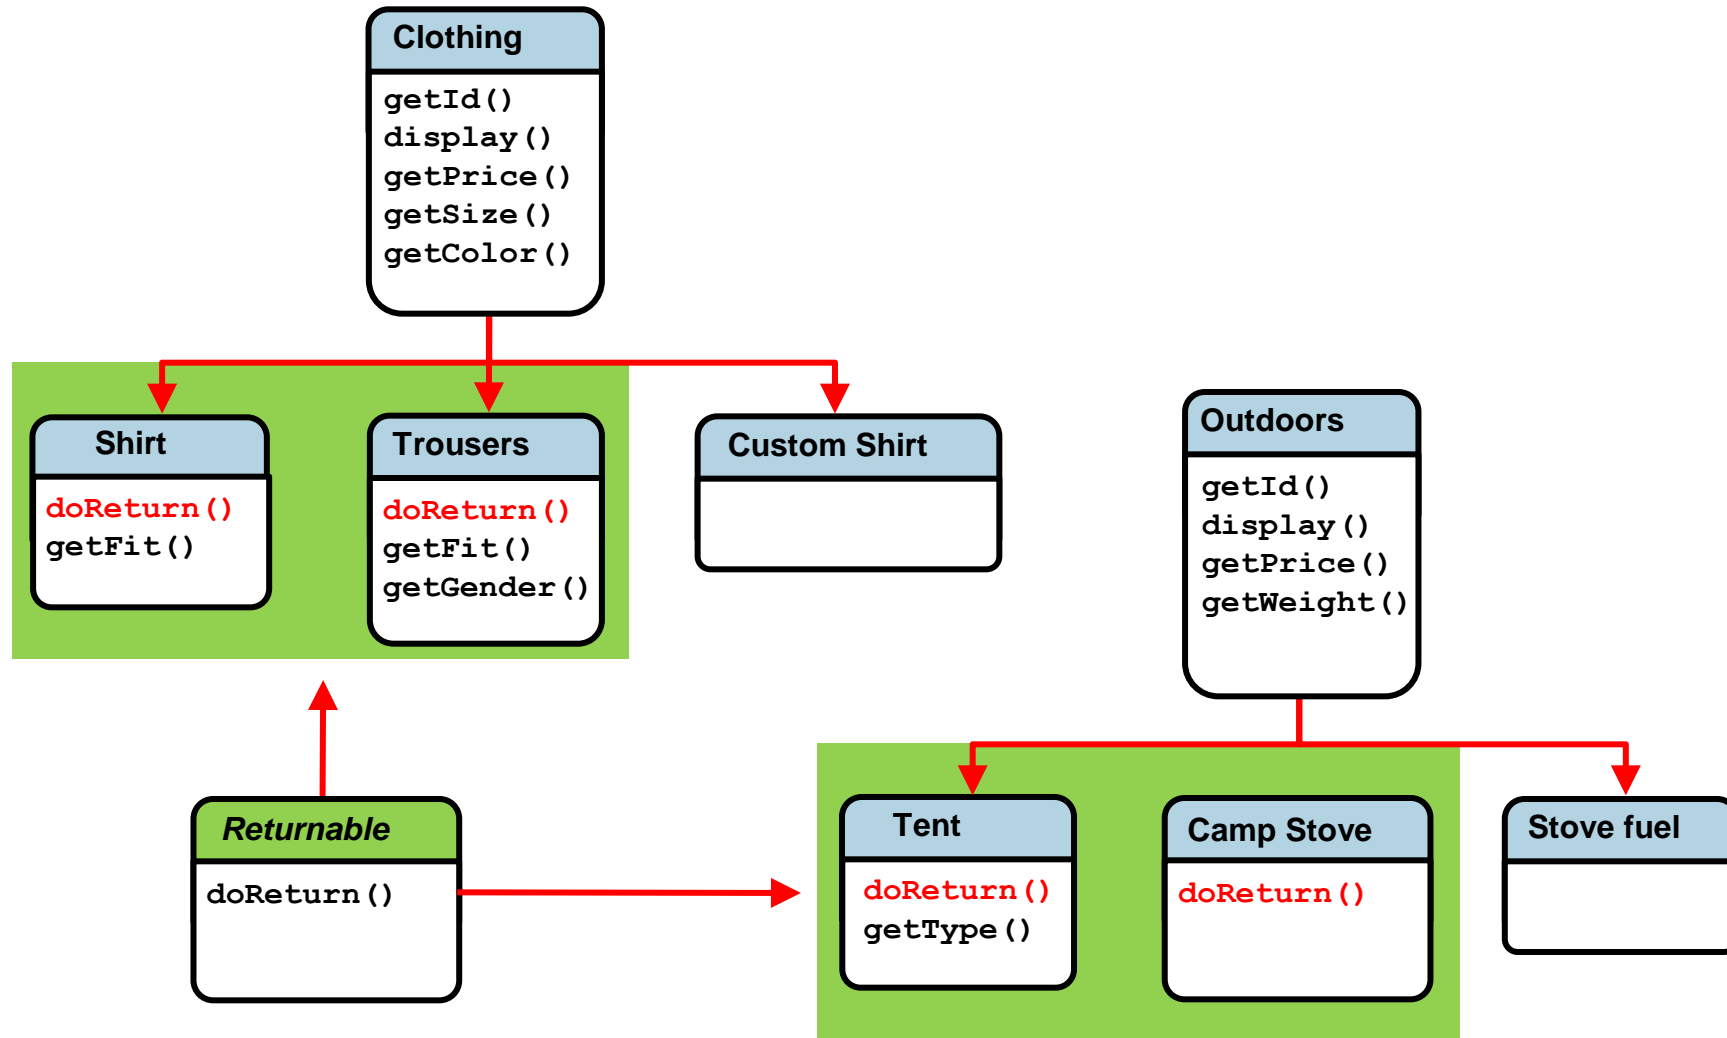 Clothing
getId()
display()
getPrice()
getSize()
getColor()
Shirt
doReturn()
getFit()
Trousers
doReturn()
getFit()
getGender()
Custom Shirt
Outdoors
getId()
display()
getPrice()
getWeight()
Returnable
doReturn()
Tent
doReturn()
getType()
Camp Stove
doReturn()
Stove fuel